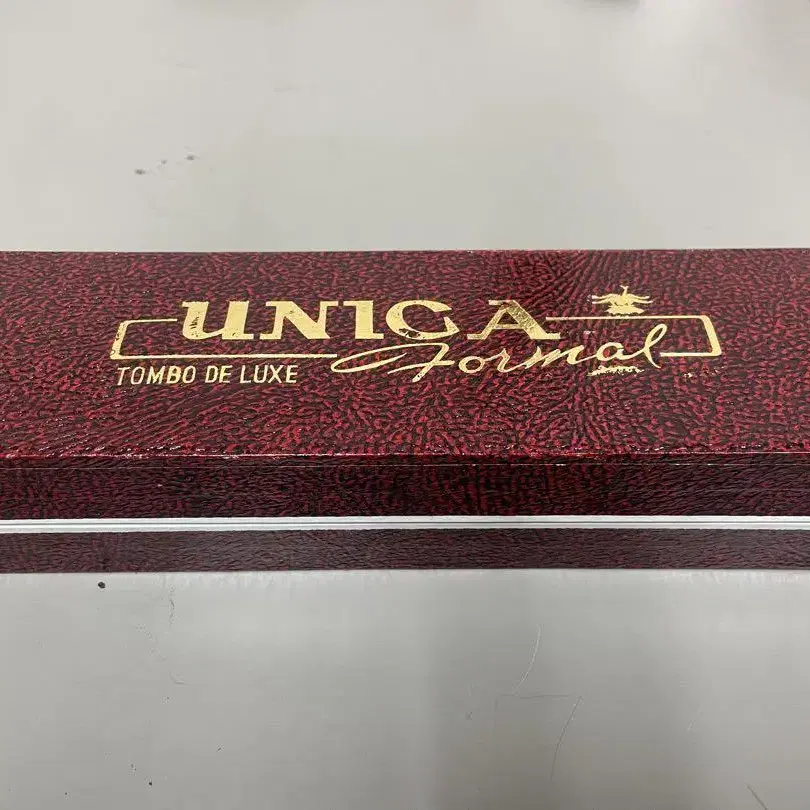 UNICA
Formal
TOMBO DE LUXE